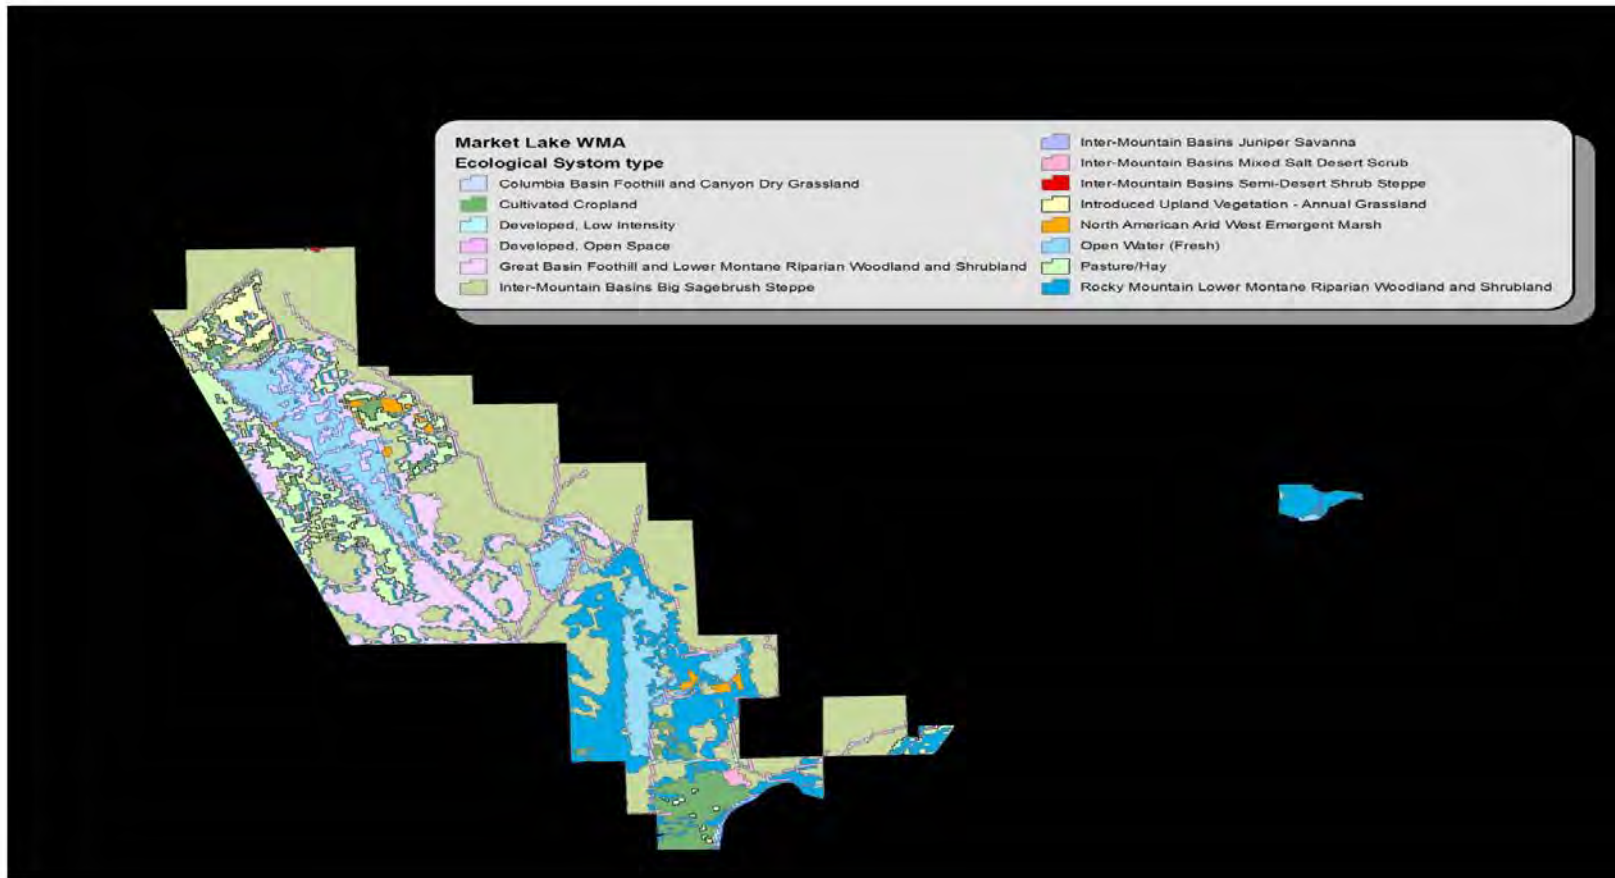 Market Lake WMA
Ecological Systom type
Columbia Basin Foothill and Canyon Dry Grassland
Cultivated Cropland
Developed, Low Intensity
Developed, Open Space
Great Basin Foothill and Lower Montane Riparian Woodland and Shrubland
Inter-Mountain Basins Big Sagebrush Steppe
Inter-Mountain Basins Juniper Savanna
Inter-Mountain Basins Mixed Salt Desert Scrub
Inter-Mountain Basins Semi-Desert Shrub Steppe
Introduced Upland Vegetation - Annual Grassland
North American Arid West Emergent Marsh
Open Water (Fresh)
Pasture/Hay
Rocky Mountain Lower Montane Riparian Woodland and Shrubland